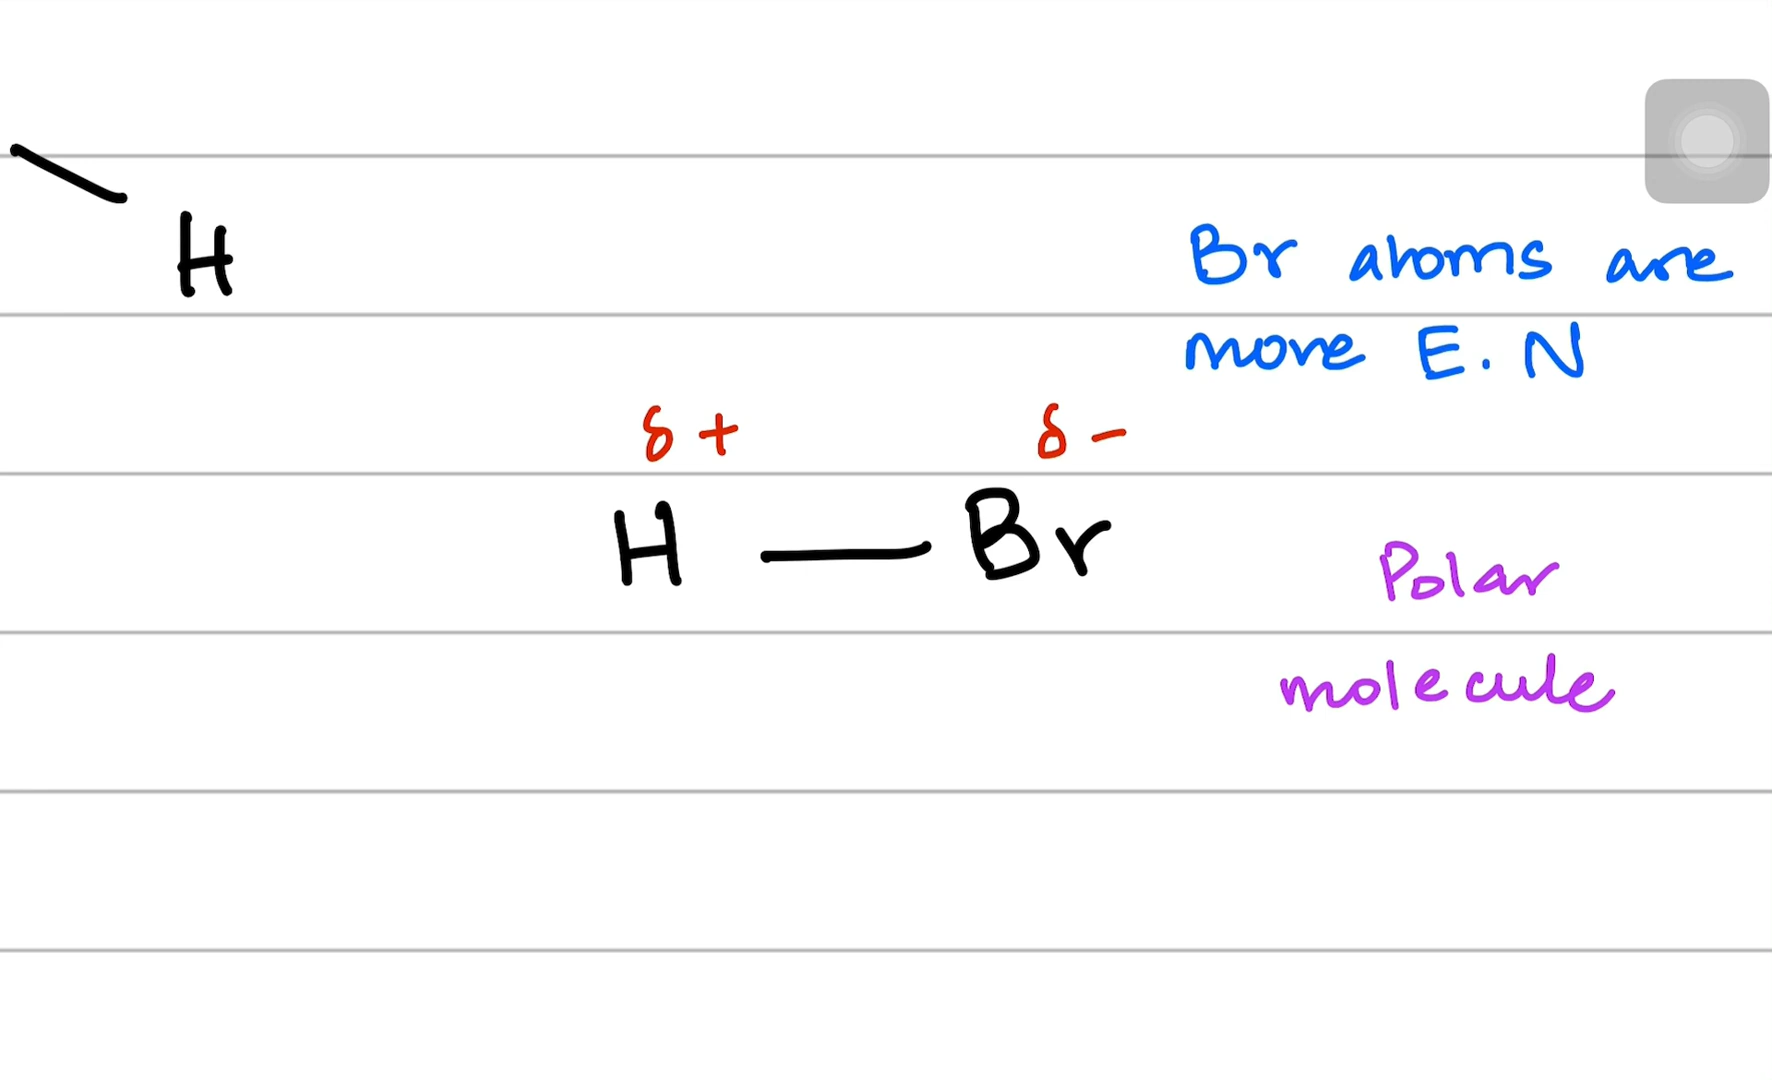 H
Br atoms are
more E.N
δ+ δ-
H — Br
Polar
molecule